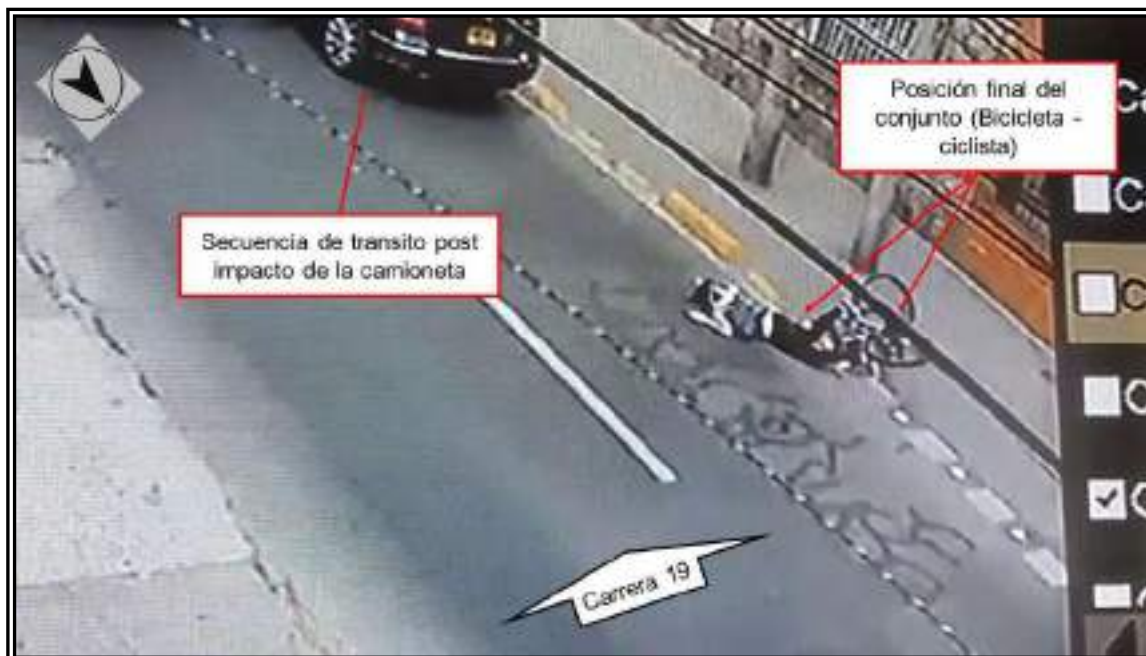 Posición final del
conjunto (Bicicleta -
ciclista)
Secuencia de transito post
impacto de la camioneta
Carrera 19